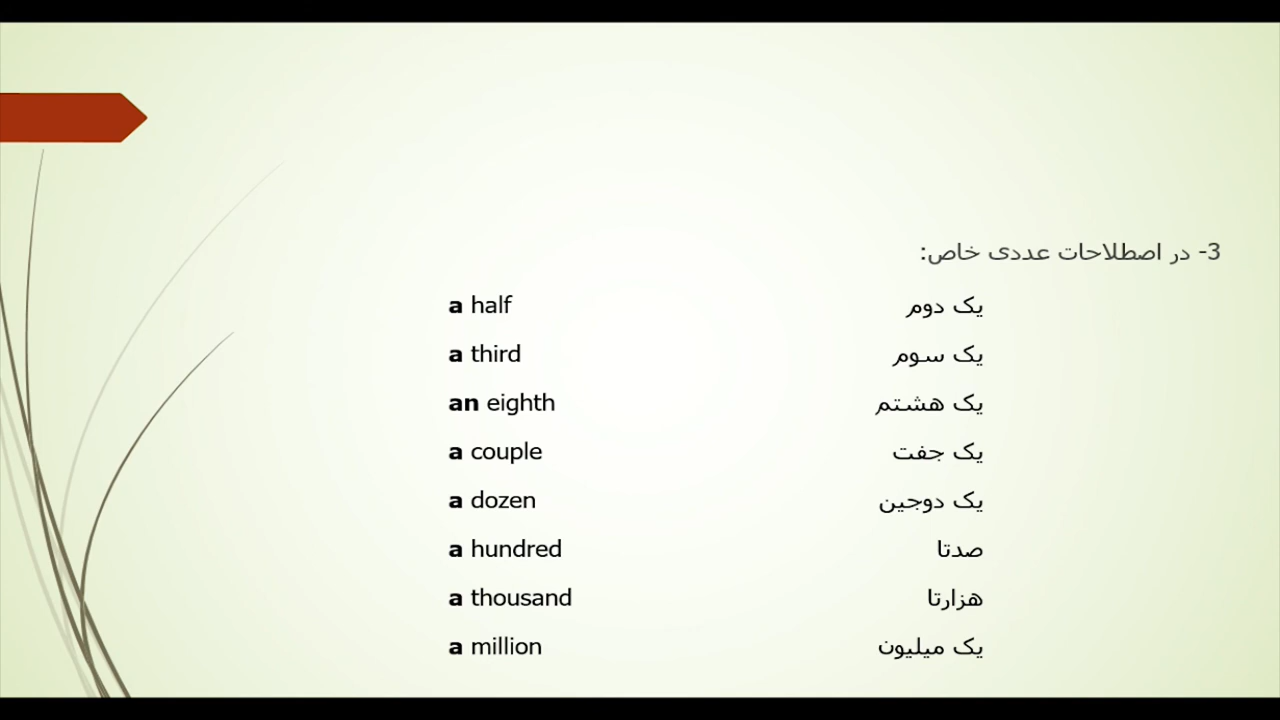 3- در اصطلاحات عددی خاص:
a half یک دوم
a third یک سوم
an eighth یک هشتم
a couple یک جفت
a dozen یک دوجین
a hundred صدتا
a thousand هزارتا
a million یک میلیون